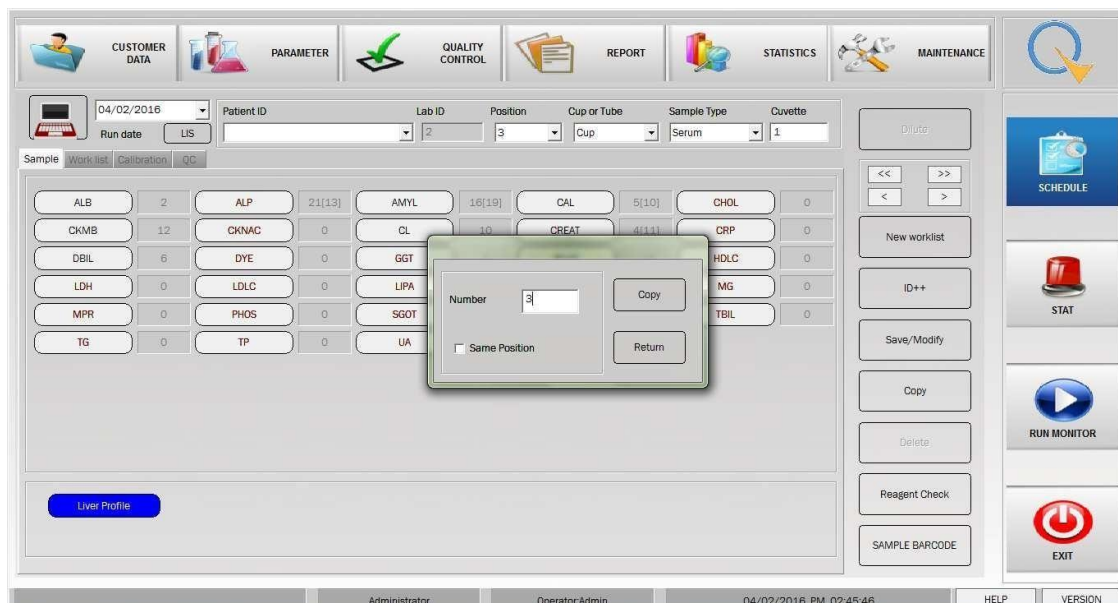 CUSTOMER DATA
PARAMETER
QUALITY CONTROL
REPORT
STATISTICS
MAINTENANCE
04/02/2016
Run date
LIS
Patient ID
Lab ID
2
Position
3
Cup or Tube
Cup
Sample Type
Serum
Cuvette
1
Dilute
Sample Work list Calibration QC
<< >>
< >
ALB 2 ALP 21[13] AMYL 16[19] CAL 5[10] CHOL 0
CKMB 12 CKNAC 0 CL 10 CREAT 4[11] CRP 0
DBIL 6 DYE 0 GGT HDLC 0
LDH 0 LDLC 0 LIPA MG 0
MPR 0 PHOS 0 SGOT TBIL 0
TG 0 TP 0 UA
Number 3
Copy
Same Position
Return
Liver Profile
New worklist
ID++
Save/Modify
Copy
Delete
Reagent Check
SAMPLE BARCODE
SCHEDULE
STAT
RUN MONITOR
EXIT
Administrator
Operator:Admin
04/02/2016 PM 02:45:46
HELP
VERSION